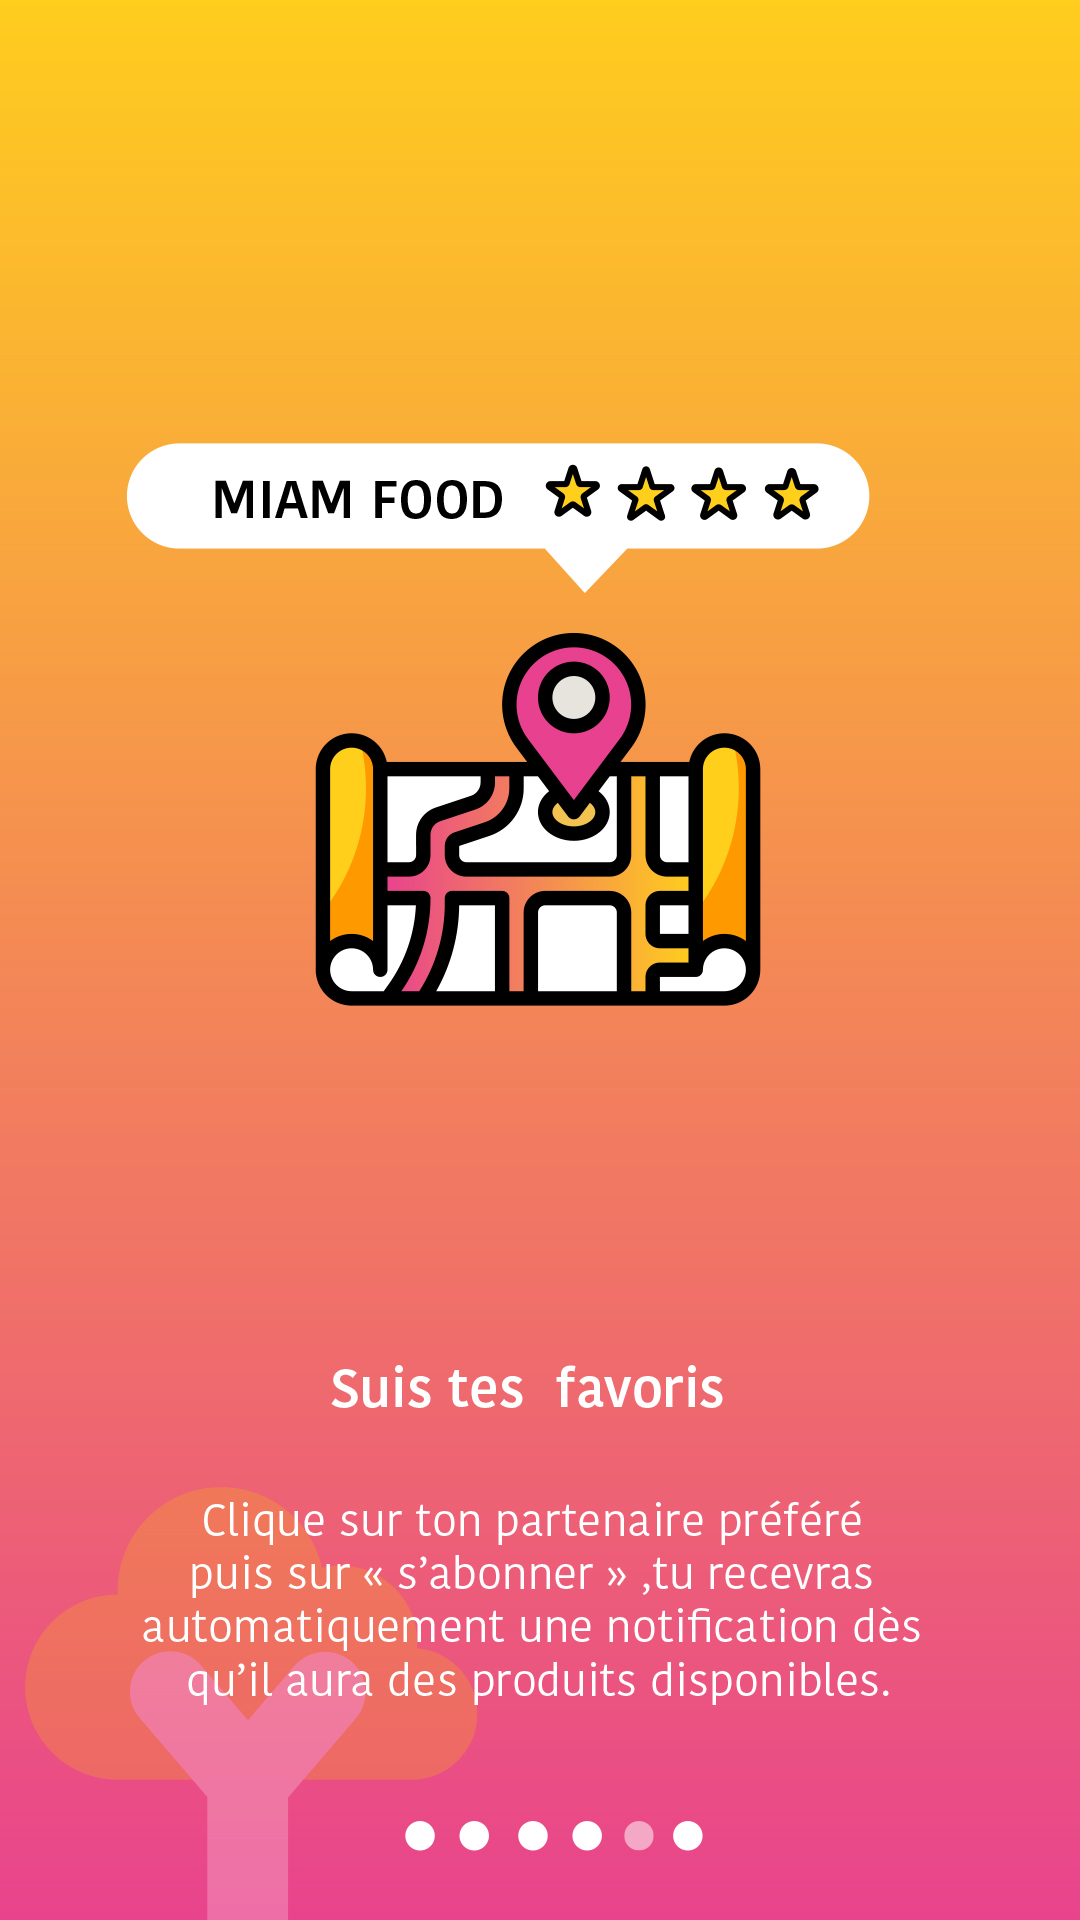 MIAM FOOD
Suis tes  favoris
Clique sur ton partenaire préféré
puis sur « s’abonner » ,tu recevras
automatiquement une notification dès
qu’il aura des produits disponibles.